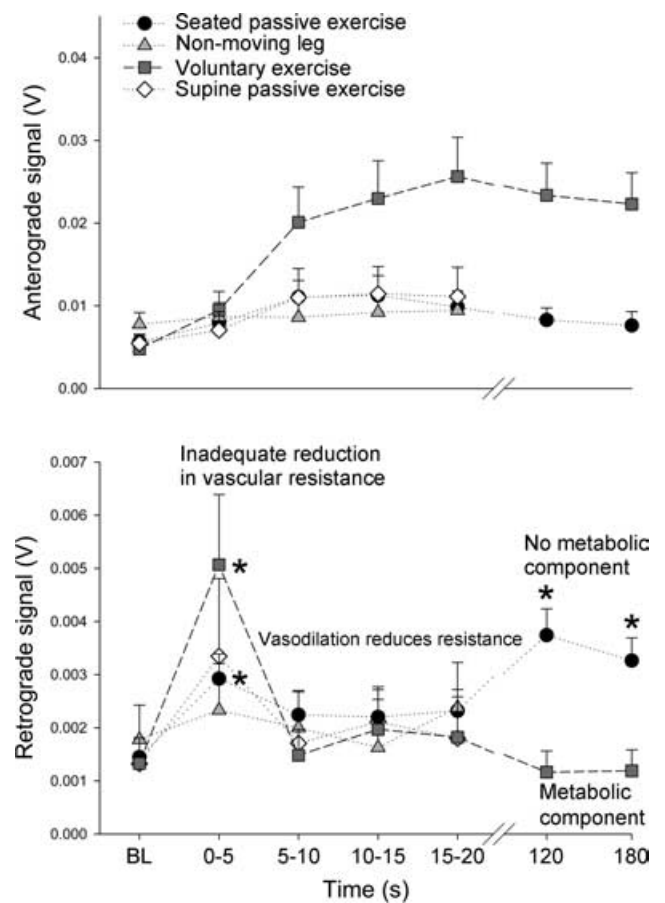 Seated passive exercise
Non-moving leg
Voluntary exercise
Supine passive exercise
Anterograde signal (V)
0.04
0.03
0.02
0.01
0.00
Inadequate reduction
in vascular resistance
No metabolic
component
*
*
*
*
Vasodilation reduces resistance
Metabolic
component
Retrograde signal (V)
0.007
0.006
0.005
0.004
0.003
0.002
0.001
0.000
BL
0-5
5-10
10-15
15-20
120
180
Time (s)